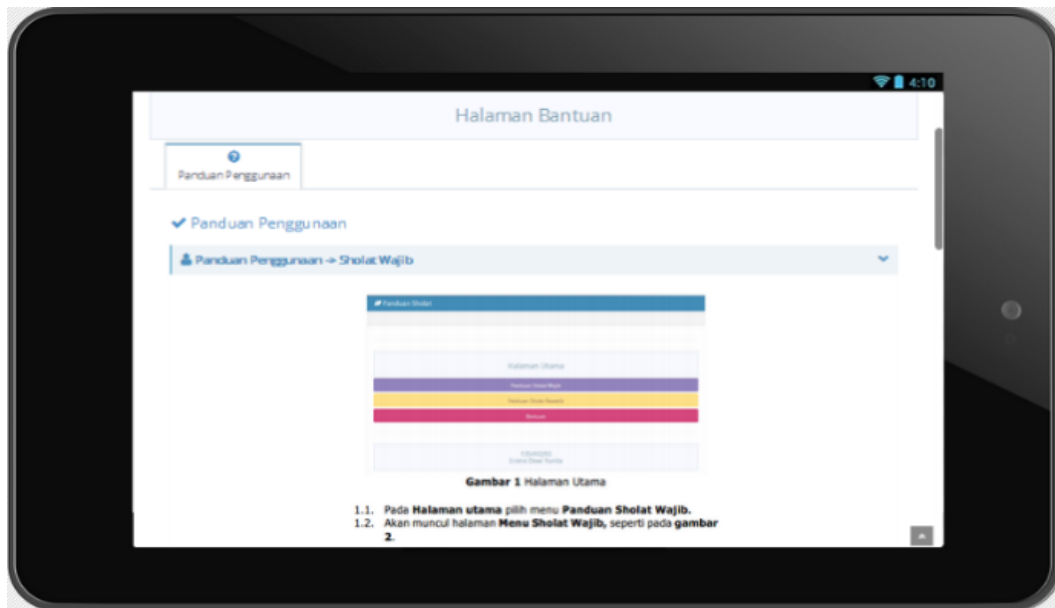 4:10
Halaman Bantuan
Panduan Penggunaan
Panduan Penggunaan
Panduan Penggunaan -> Sholat Wajib
Panduan Sholat
Halaman Utama
Bantuan
Gambar 1 Halaman Utama
1.1. Pada Halaman utama pilih menu Panduan Sholat Wajib.
1.2. Akan muncul halaman Menu Sholat Wajib, seperti pada gambar
2.